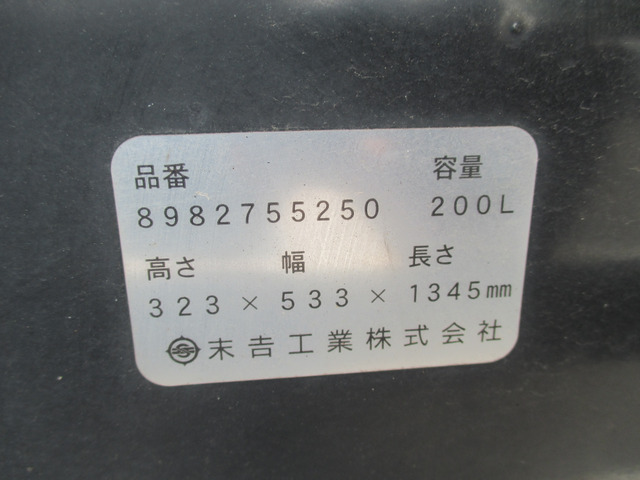 品番 容量
8982755250 200L
高さ 幅 長さ
323 × 533 × 1345mm
末吉工業株式会社